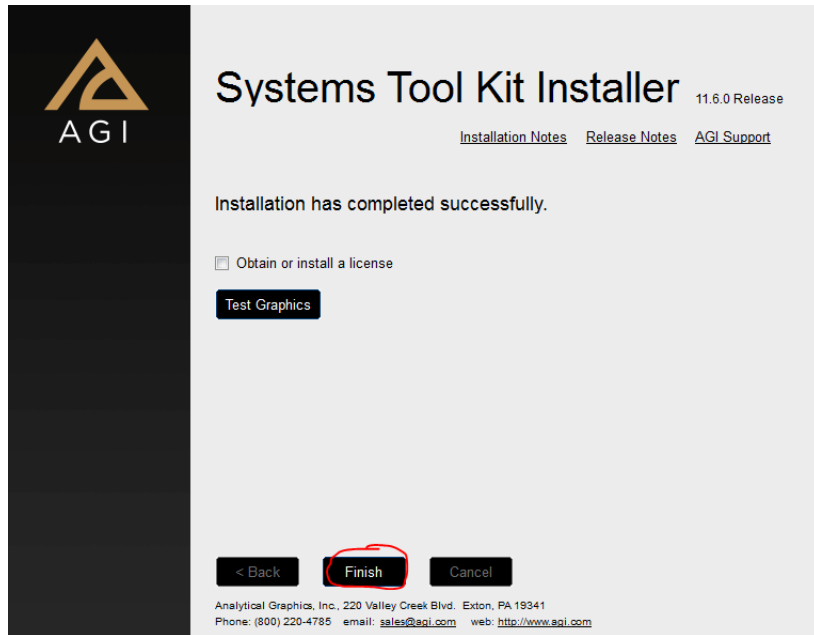 AGI
Systems Tool Kit Installer 11.6.0 Release
Installation Notes Release Notes AGI Support
Installation has completed successfully.
Obtain or install a license
Test Graphics
< Back Finish Cancel
Analytical Graphics, Inc., 220 Valley Creek Blvd. Exton, PA 19341
Phone: (800) 220-4785 email: sales@agi.com web: http://www.agi.com